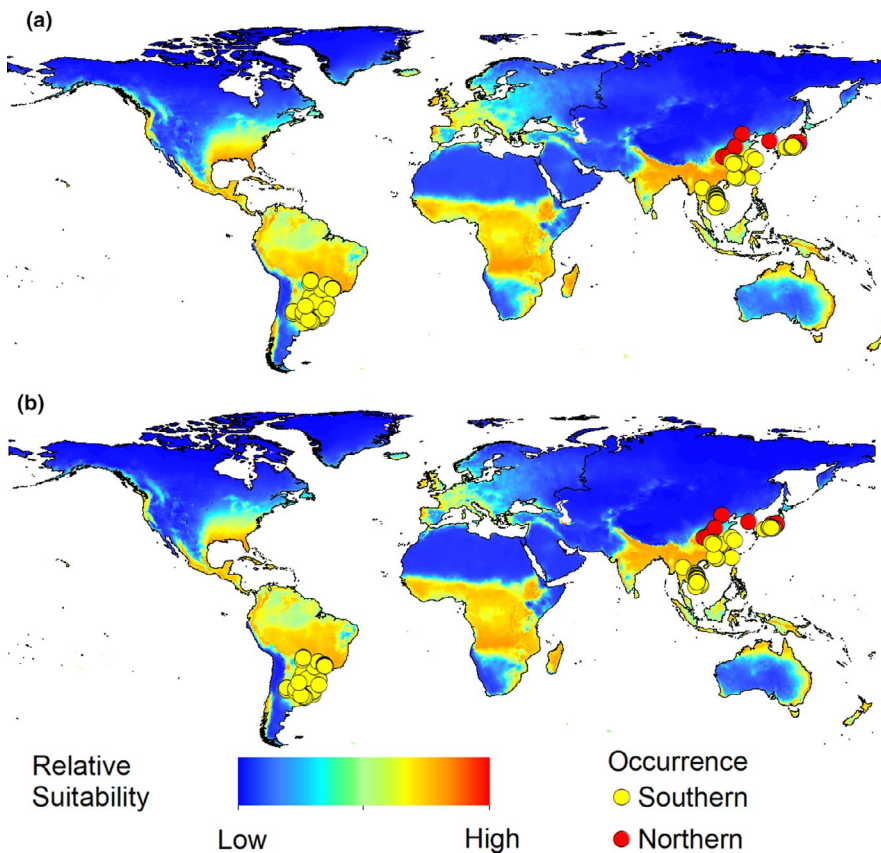 (a)
(b)
Relative
Suitability
Low
High
Occurrence
Southern
Northern